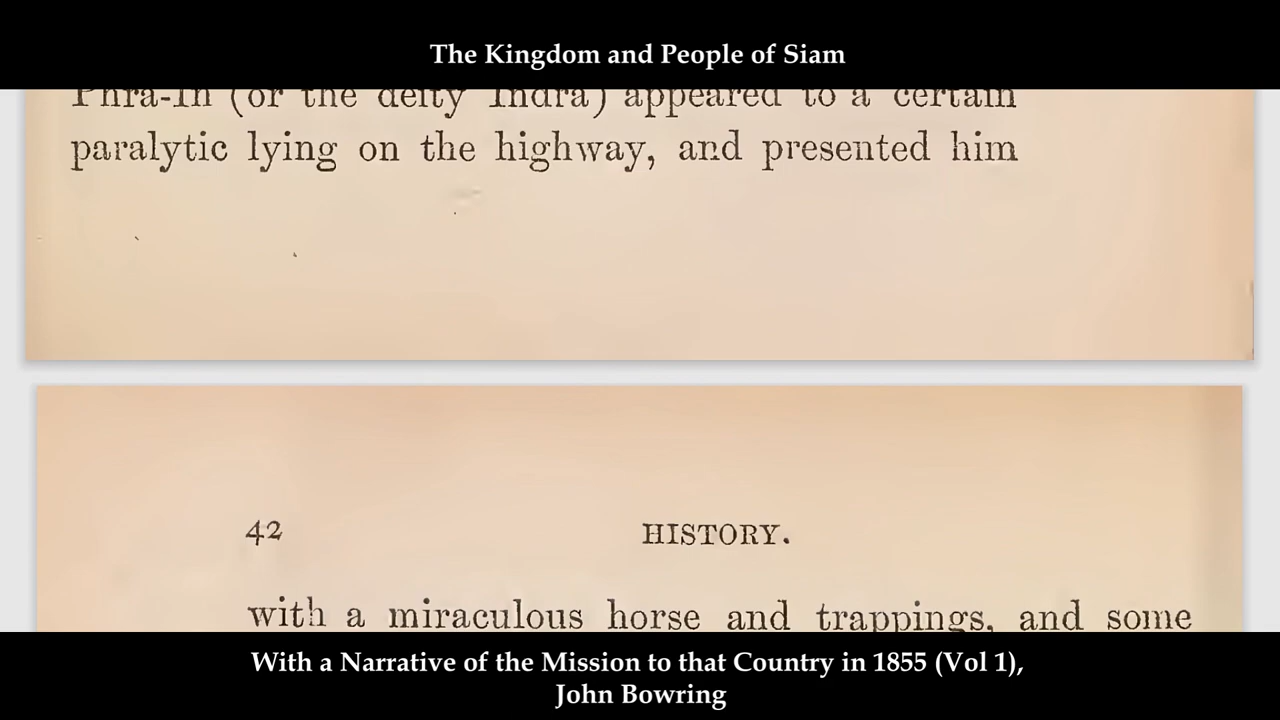 The Kingdom and People of Siam
Phra-In (or the deity Indra) appeared to a certain
paralytic lying on the highway, and presented him
42 HISTORY.
with a miraculous horse and trappings, and some
With a Narrative of the Mission to that Country in 1855 (Vol 1),
John Bowring